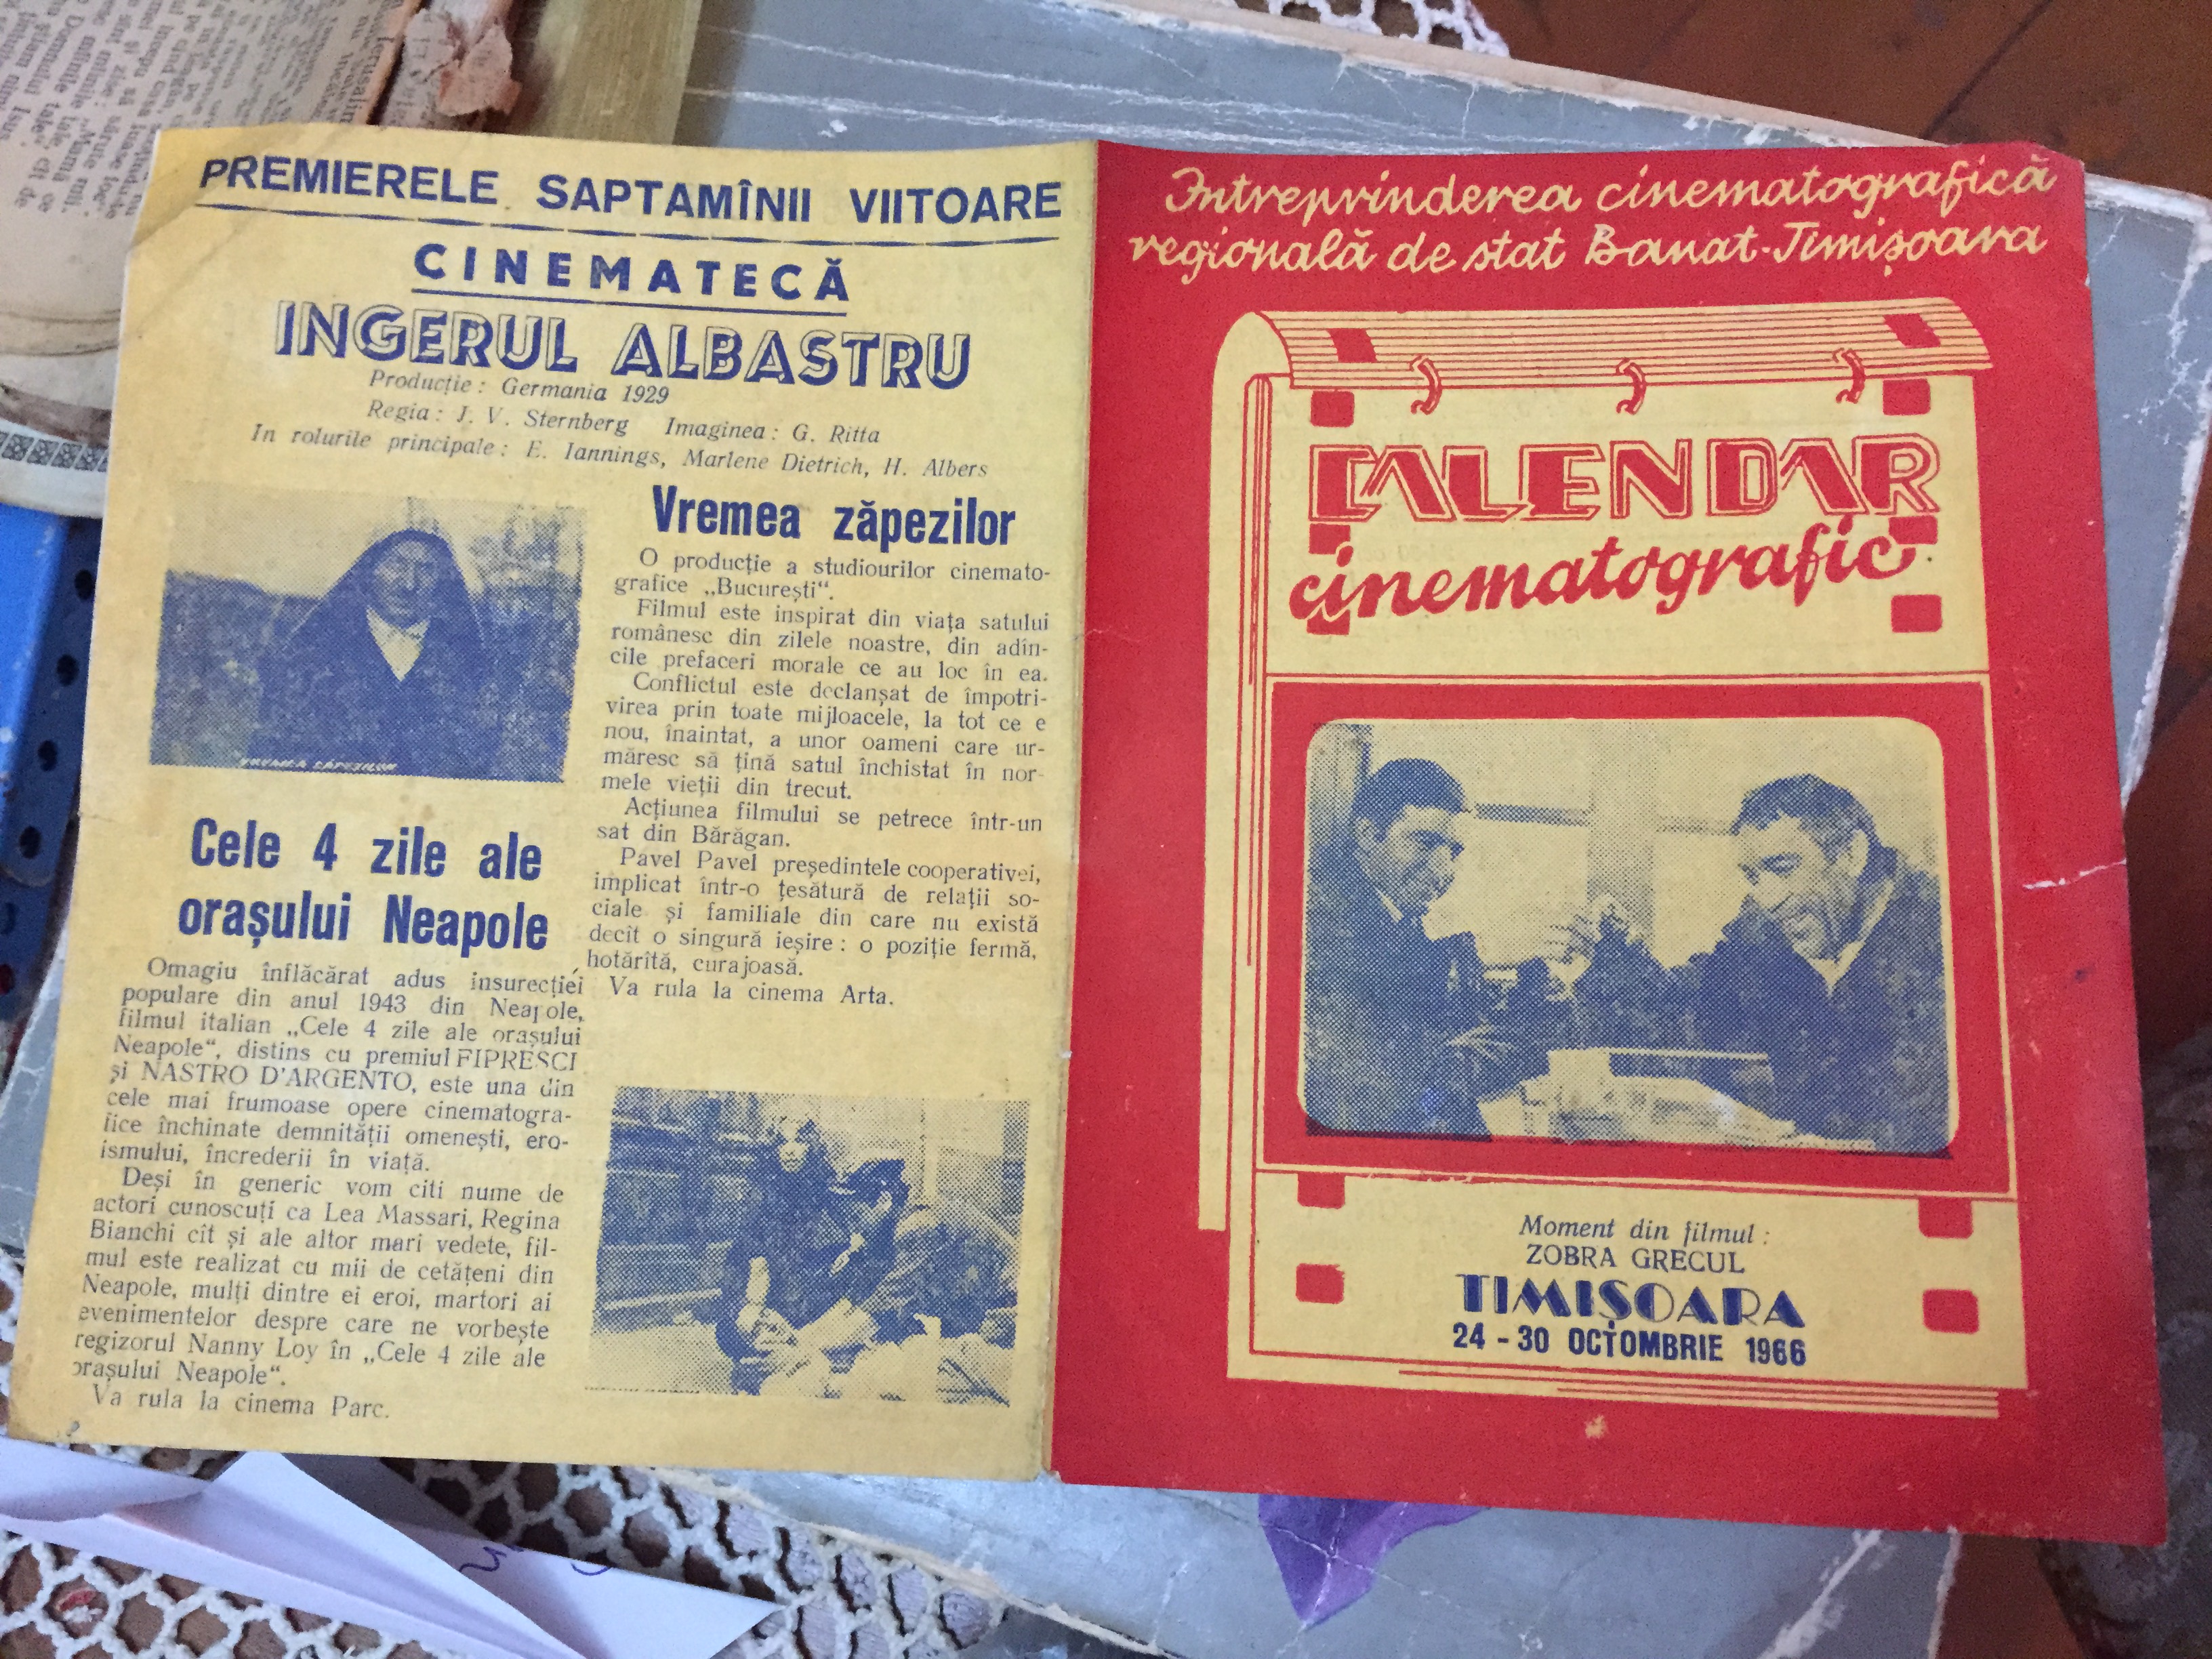 PREMIERELE SAPTAMÎNII VIITOARE
CINEMATECĂ
INGERUL ALBASTRU
Producție : Germania 1929
Regia : J. V. Sternberg Imaginea : G. Ritta
In rolurile principale : E. Iannings, Marlene Dietrich, H. Albers
VREMEA ZĂPEZILOR
Vremea zăpezilor
O producție a studiourilor cinemato-
grafice „București“.
Filmul este inspirat din viața satului
românesc din zilele noastre, din adîn-
cile prefaceri morale ce au loc în ea.
Conflictul este declanșat de împotri-
virea prin toate mijloacele, la tot ce e
nou, înaintat, a unor oameni care ur-
măresc să țină satul închistat în nor-
mele vieții din trecut.
Acțiunea filmului se petrece într-un
sat din Bărăgan.
Pavel Pavel președintele cooperativei,
implicat într-o țesătură de relații so-
ciale și familiale din care nu există
decît o singură ieșire : o poziție fermă,
hotărîtă, curajoasă.
Va rula la cinema Arta.
Cele 4 zile ale
orașului Neapole
Omagiu înflăcărat adus insurecției
populare din anul 1943 din Neapole,
filmul italian „Cele 4 zile ale orașului
Neapole“, distins cu premiul FIPRESCI
și NASTRO D'ARGENTO, este una din
cele mai frumoase opere cinematogra-
fice închinate demnității omenești, ero-
ismului, încrederii în viață.
Deși în generic vom citi nume de
actori cunoscuți ca Lea Massari, Regina
Bianchi cît și ale altor mari vedete, fil-
mul este realizat cu mii de cetățeni din
Neapole, mulți dintre ei eroi, martori ai
evenimentelor despre care ne vorbește
regizorul Nanny Loy în „Cele 4 zile ale
orașului Neapole“.
Va rula la cinema Parc.
Intreprinderea cinematografică
regională de stat Banat-Timișoara
CALENDAR
cinematografic
Moment din filmul :
ZOBRA GRECUL
TIMIȘOARA
24 - 30 OCTOMBRIE 1966